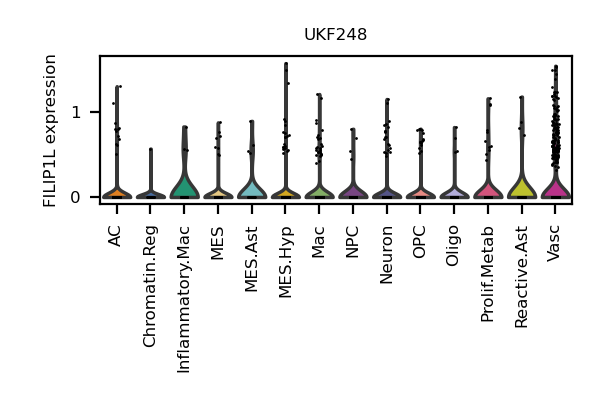 UKF248
FILIP1L expression
1
0
AC
Chromatin.Reg
Inflammatory.Mac
MES
MES.Ast
MES.Hyp
Mac
NPC
Neuron
OPC
Oligo
Prolif.Metab
Reactive.Ast
Vasc